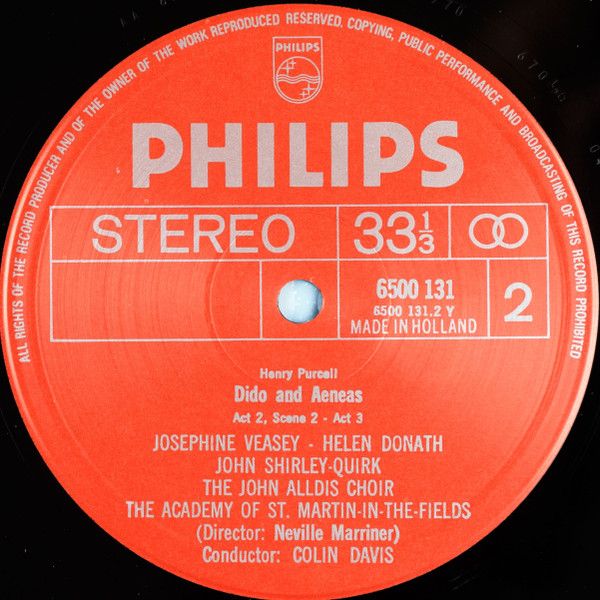 ALL RIGHTS OF THE RECORD PRODUCER AND OF THE OWNER OF THE WORK REPRODUCED RESERVED. COPYING, PUBLIC PERFORMANCE AND BROADCASTING OF THIS RECORD PROHIBITED
PHILIPS
PHILIPS
STEREO 33 1/3
6500 131 2
6500 131.2 Y
MADE IN HOLLAND
Henry Purcell
Dido and Aeneas
Act 2, Scene 2 - Act 3
JOSEPHINE VEASEY - HELEN DONATH
JOHN SHIRLEY-QUIRK
THE JOHN ALLDIS CHOIR
THE ACADEMY OF ST. MARTIN-IN-THE-FIELDS
(Director: Neville Marriner)
Conductor: COLIN DAVIS